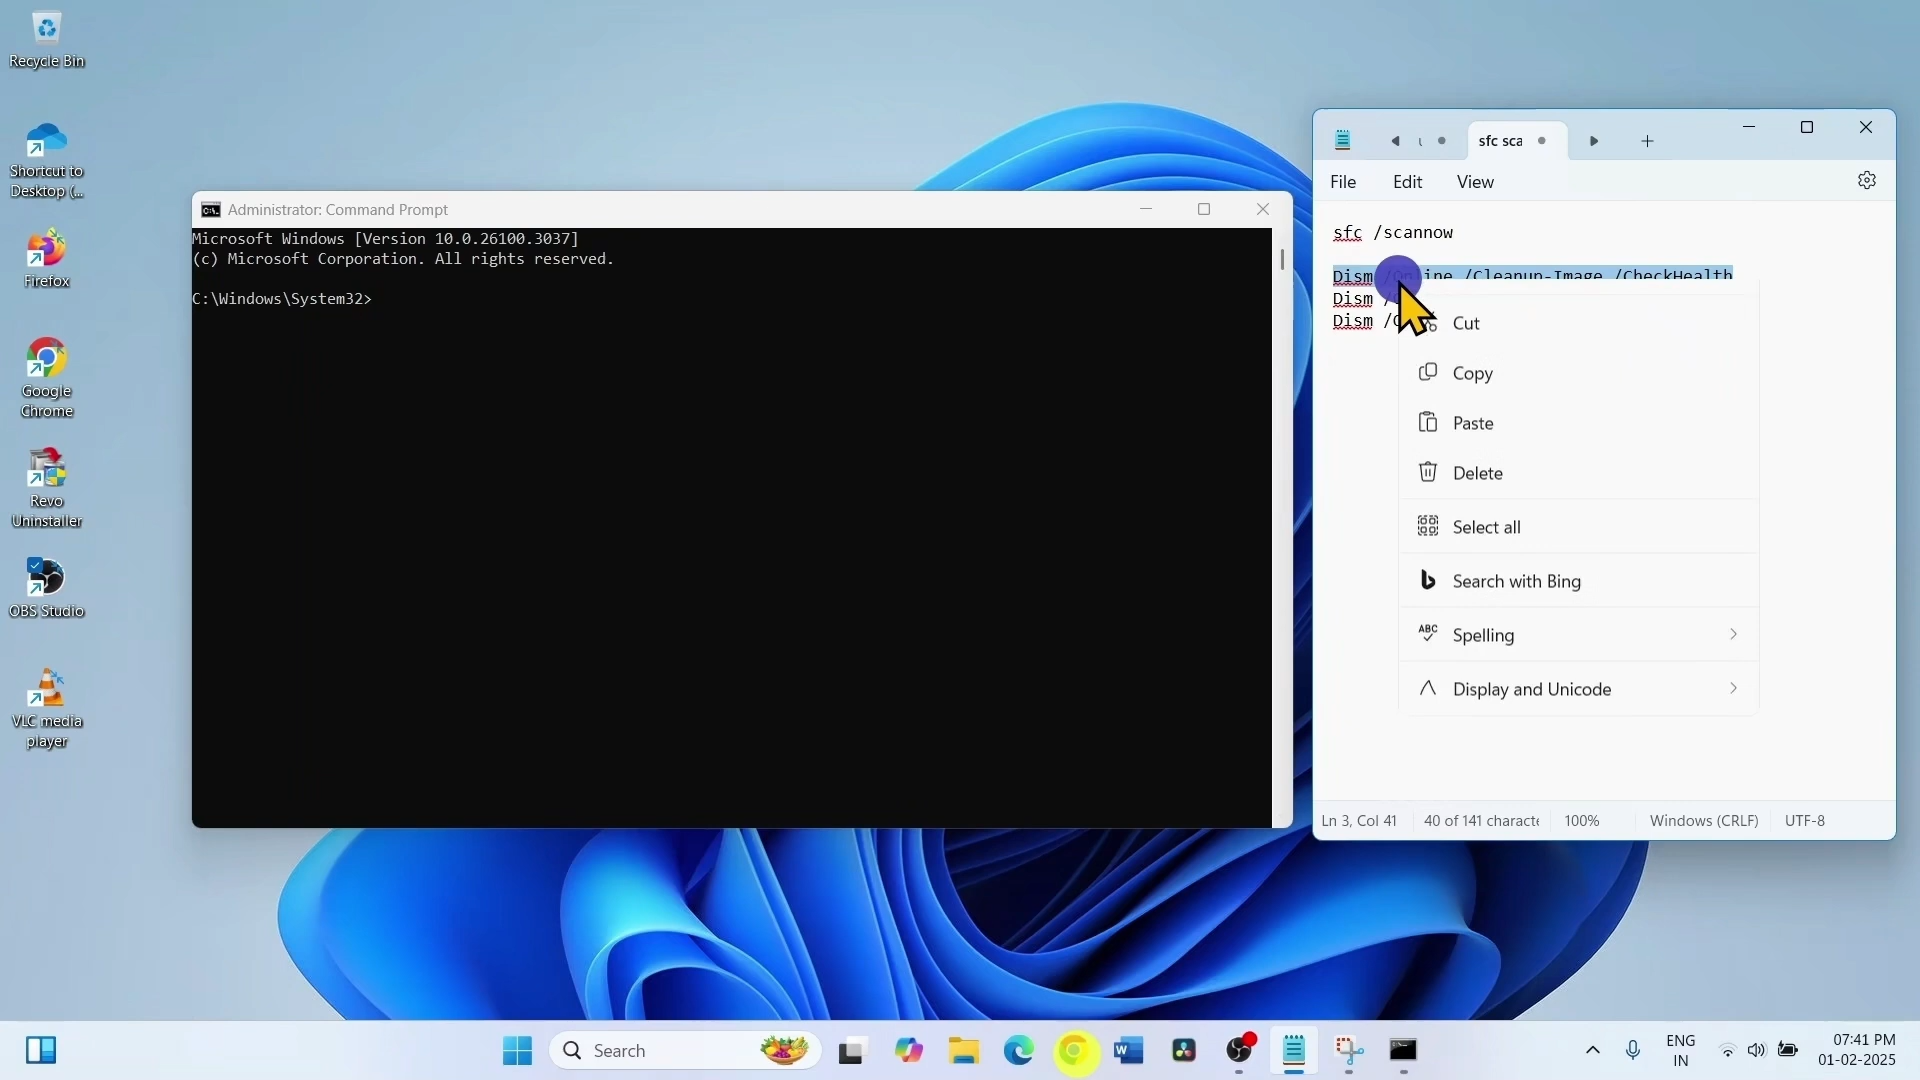 Recycle Bin
Shortcut to
Desktop (...
Firefox
Google
Chrome
Revo
Uninstaller
OBS Studio
VLC media
player
Administrator: Command Prompt
Microsoft Windows [Version 10.0.26100.3037]
(c) Microsoft Corporation. All rights reserved.
C:\Windows\System32>
sfc sca
File
Edit
View
sfc /scannow
Dism /Online /Cleanup-Image /CheckHealth
Dism
Dism
Cut
Copy
Paste
Delete
Select all
Search with Bing
Spelling
Display and Unicode
Ln 3, Col 41
40 of 141 characte
100%
Windows (CRLF)
UTF-8
Search
ENG
IN
07:41 PM
01-02-2025